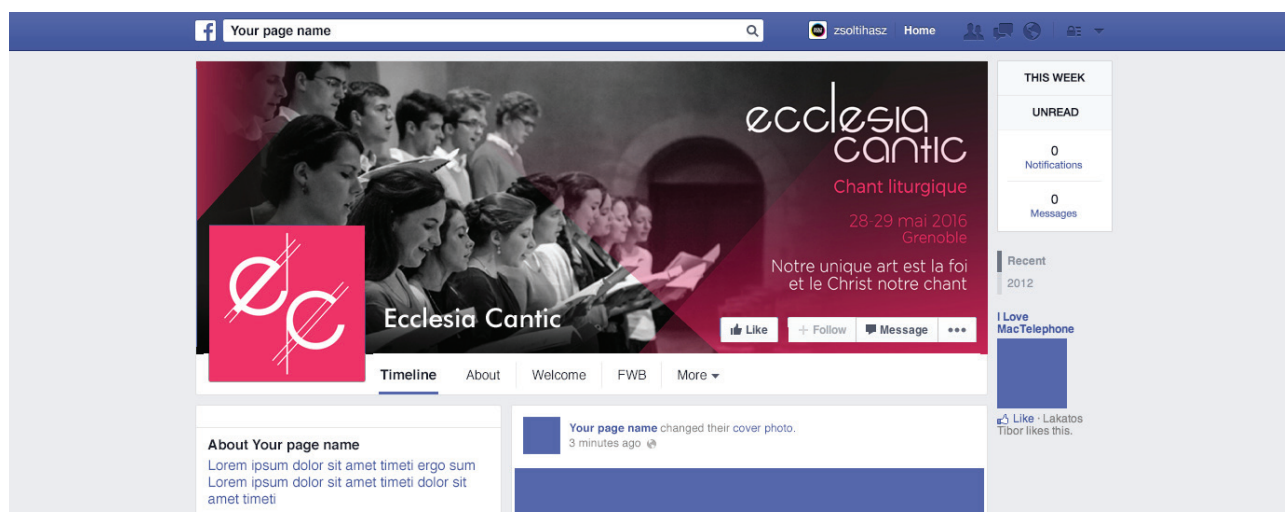 f Your page name
zsoltihasz Home
ecclesia
cantic
Chant liturgique
28-29 mai 2016
Grenoble
Notre unique art est la foi
et le Christ notre chant
ec
Ecclesia Cantic
Like
+ Follow
Message
Timeline
About
Welcome
FWB
More
About Your page name
Lorem ipsum dolor sit amet timeti ergo sum
Lorem ipsum dolor sit amet timeti dolor sit
amet timeti
Your page name changed their cover photo.
3 minutes ago
THIS WEEK
UNREAD
0
Notifications
0
Messages
Recent
2012
I Love
MacTelephone
Like · Lakatos
Tibor likes this.